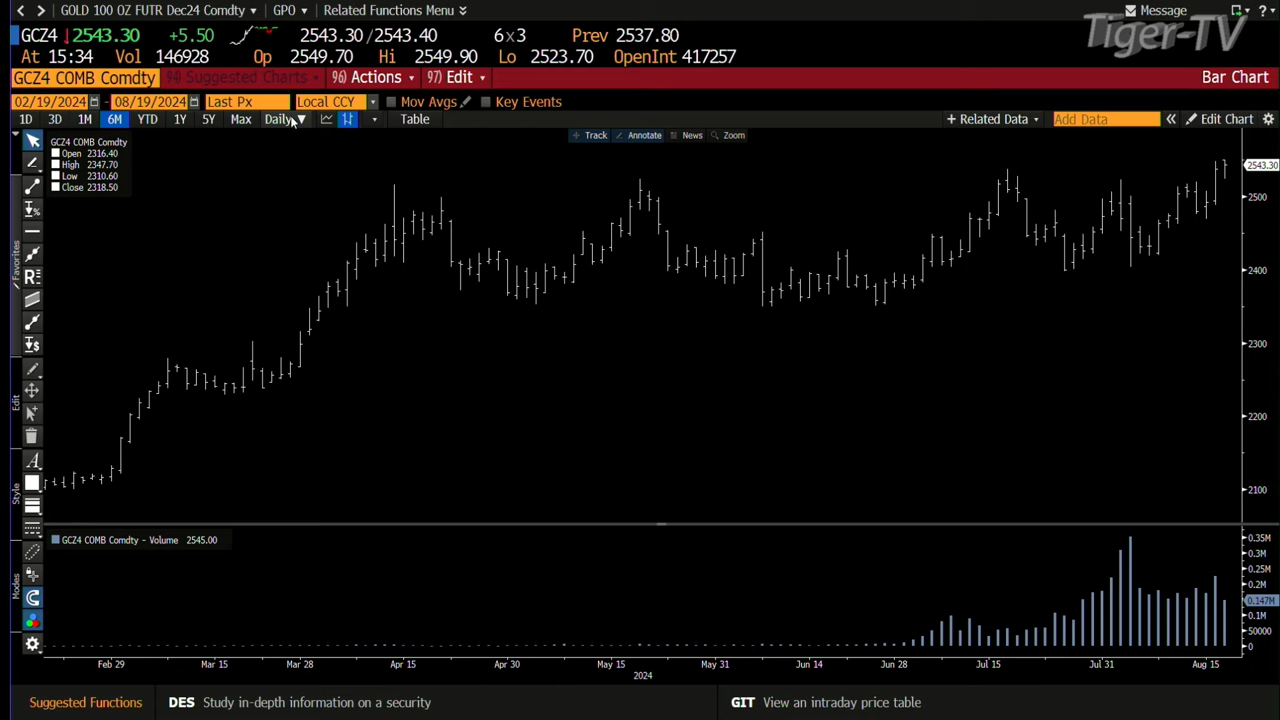 GOLD 100 OZ FUTR Dec24 Comdty GPO Related Functions Menu Message ?
Tiger-TV
GCZ4 2543.30 +5.50 2543.30/2543.40 6x3 Prev 2537.80
At 15:34 Vol 146928 Op 2549.70 Hi 2549.90 Lo 2523.70 OpenInt 417257
GCZ4 COMB Comdty 94) Suggested Charts 96) Actions 97) Edit Bar Chart
02/19/2024 - 08/19/2024 Last Px Local CCY Mov Avgs Key Events
1D 3D 1M 6M YTD 1Y 5Y Max Daily Table + Related Data Add Data Edit Chart
Track Annotate News Zoom
GCZ4 COMB Comdty
Open 2316.40
High 2347.70
Low 2310.60
Close 2318.50
2543.30
2500
2400
2300
2200
2100
Favorites
Edit
Style
Modes
GCZ4 COMB Comdty - Volume 2545.00
0.35M
0.25M
0.2M
0.147M
0.1M
50000
0
Feb 29 Mar 15 Mar 28 Apr 15 Apr 30 May 15 May 31 Jun 14 Jun 28 Jul 15 Jul 31 Aug 15
2024
Suggested Functions DES Study in-depth information on a security GIT View an intraday price table